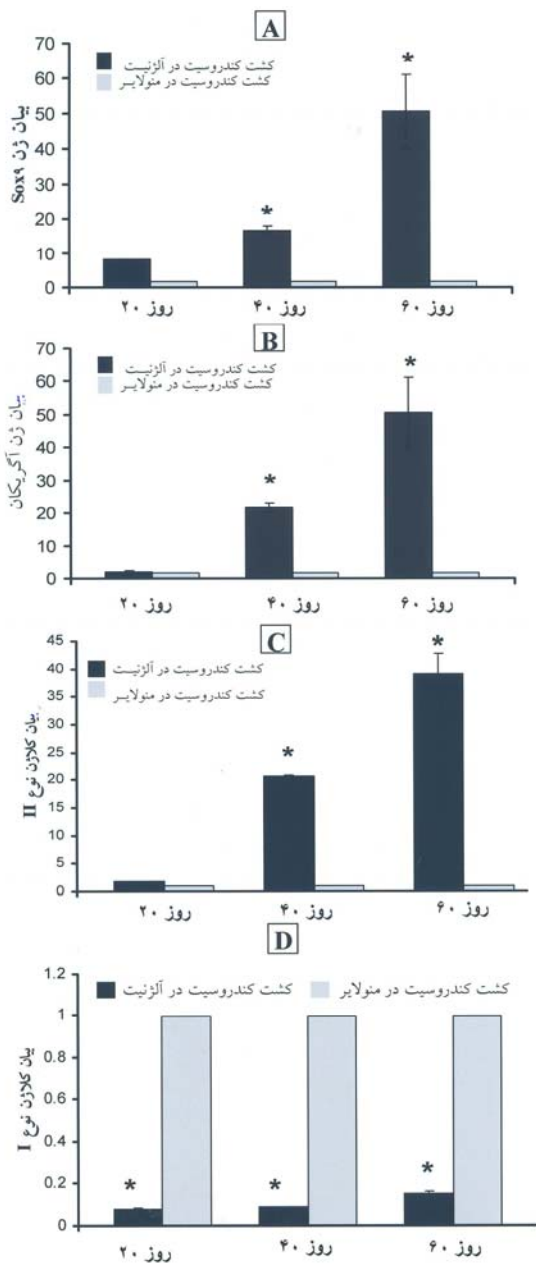 A
70
60
50
40
30
20
10
0
بیان ژن Sox۹
کشت کندروسیت در آلژنیت
کشت کندروسیت در منولایر
*
*
روز ۲۰
روز ۴۰
روز ۶۰
B
70
60
50
40
30
20
10
0
بیان ژن آگریکان
کشت کندروسیت در آلژنیت
کشت کندروسیت در منولایر
*
*
روز ۲۰
روز ۴۰
روز ۶۰
C
45
40
35
30
25
20
15
10
5
0
بیان کلاژن نوع II
کشت کندروسیت در آلژنیت
کشت کندروسیت در منولایر
*
*
روز ۲۰
روز ۴۰
روز ۶۰
D
1.2
1
0.8
0.6
0.4
0.2
0
بیان کلاژن نوع I
کشت کندروسیت در آلژنیت
کشت کندروسیت در منولایر
*
*
*
روز ۲۰
روز ۴۰
روز ۶۰